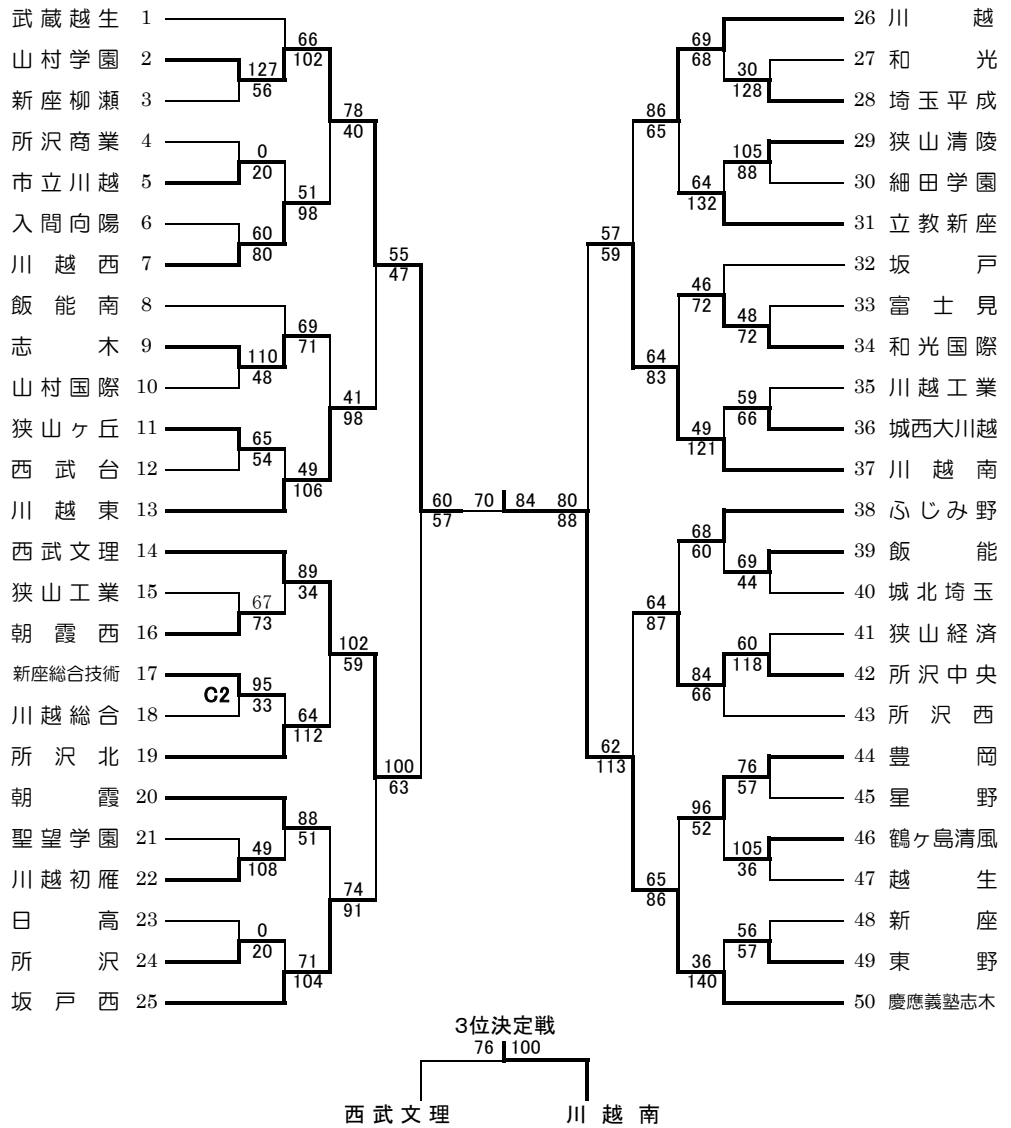 武蔵越生 1
山村学園 2
新座柳瀬 3
所沢商業 4
市立川越 5
入間向陽 6
川越西 7
飯能南 8
志木 9
山村国際 10
狭山ヶ丘 11
西武台 12
川越東 13
西武文理 14
狭山工業 15
朝霞西 16
新座総合技術 17
川越総合 18
所沢北 19
朝霞 20
聖望学園 21
川越初雁 22
日高 23
所沢 24
坂戸西 25
127
56
0
20
60
80
110
48
65
54
67
73
C2
95
33
49
108
0
20
66
102
51
98
69
71
49
106
89
34
64
112
88
51
71
104
78
40
41
98
102
59
74
91
55
47
100
63
60
57
70 84
80
88
57
59
62
113
86
65
64
83
64
87
65
86
69
68
64
132
46
72
49
121
68
60
84
66
96
52
36
140
30
128
105
88
48
72
59
66
69
44
60
118
76
57
105
36
56
57
26 川越
27 和光
28 埼玉平成
29 狭山清陵
30 細田学園
31 立教新座
32 坂戸
33 富士見
34 和光国際
35 川越工業
36 城西大川越
37 川越南
38 ふじみ野
39 飯能
40 城北埼玉
41 狭山経済
42 所沢中央
43 所沢西
44 豊岡
45 星野
46 鶴ヶ島清風
47 越生
48 新座
49 東野
50 慶應義塾志木
3位決定戦
76 100
西武文理 川越南